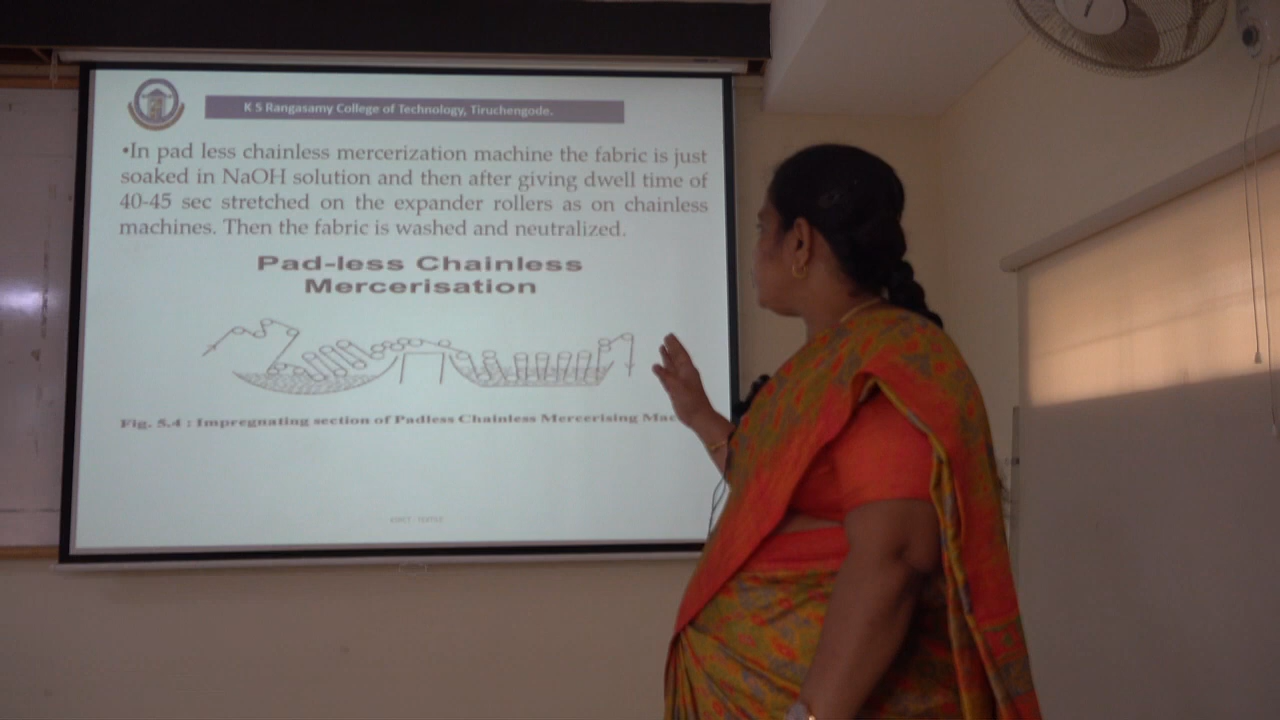 K S Rangasamy College of Technology, Tiruchengode.
•In pad less chainless mercerization machine the fabric is just
soaked in NaOH solution and then after giving dwell time of
40-45 sec stretched on the expander rollers as on chainless
machines. Then the fabric is washed and neutralized.
Pad-less Chainless
Mercerisation
Fig. 5.4 : Impregnating section of Padless Chainless Mercerising